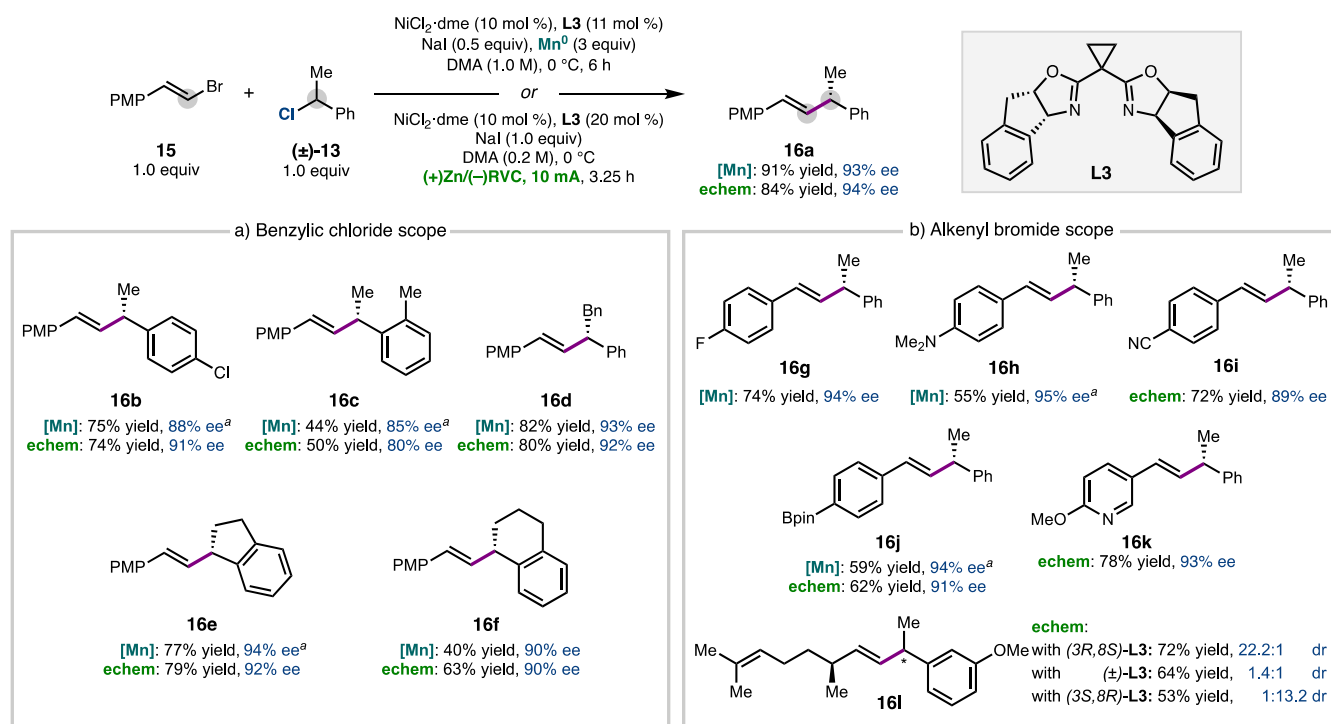 NiCl2·dme (10 mol %), L3 (11 mol %)
NaI (0.5 equiv), Mn⁰ (3 equiv)
DMA (1.0 M), 0 °C, 6 h
or
NiCl2·dme (10 mol %), L3 (20 mol %)
NaI (1.0 equiv)
DMA (0.2 M), 0 °C
(+)Zn/(–)RVC, 10 mA, 3.25 h
PMP Br
15
1.0 equiv
+
Me
Cl Ph
(±)-13
1.0 equiv
Me
PMP Ph
16a
[Mn]: 91% yield, 93% ee
echem: 84% yield, 94% ee
O O
N N
L3
a) Benzylic chloride scope
Me
PMP
Cl
16b
[Mn]: 75% yield, 88% eeᵃ
echem: 74% yield, 91% ee
Me Me
PMP
16c
[Mn]: 44% yield, 85% eeᵃ
echem: 50% yield, 80% ee
Bn
PMP Ph
16d
[Mn]: 82% yield, 93% ee
echem: 80% yield, 92% ee
PMP
16e
[Mn]: 77% yield, 94% eeᵃ
echem: 79% yield, 92% ee
PMP
16f
[Mn]: 40% yield, 90% ee
echem: 63% yield, 90% ee
b) Alkenyl bromide scope
Me
Ph
F
16g
[Mn]: 74% yield, 94% ee
Me
Ph
Me2N
16h
[Mn]: 55% yield, 95% eeᵃ
Me
Ph
NC
16i
echem: 72% yield, 89% ee
Me
Ph
Bpin
16j
[Mn]: 59% yield, 94% eeᵃ
echem: 62% yield, 91% ee
Me
Ph
MeO N
16k
echem: 78% yield, 93% ee
Me Me
OMe
*
Me Me
16l
echem:
with (3R,8S)-L3: 72% yield, 22.2:1 dr
with (±)-L3: 64% yield, 1.4:1 dr
with (3S,8R)-L3: 53% yield, 1:13.2 dr